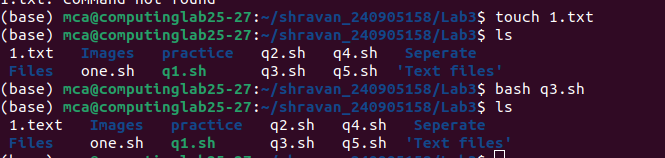 1.txt: command not found
(base) mca@computinglab25-27:~/shravan_240905158/Lab3$ touch 1.txt
(base) mca@computinglab25-27:~/shravan_240905158/Lab3$ ls
1.txt Images practice q2.sh q4.sh Seperate
Files one.sh q1.sh q3.sh q5.sh 'Text files'
(base) mca@computinglab25-27:~/shravan_240905158/Lab3$ bash q3.sh
(base) mca@computinglab25-27:~/shravan_240905158/Lab3$ ls
1.text Images practice q2.sh q4.sh Seperate
Files one.sh q1.sh q3.sh q5.sh 'Text files'
(base) mca@computinglab25-27:~/shravan_240905158/Lab3$